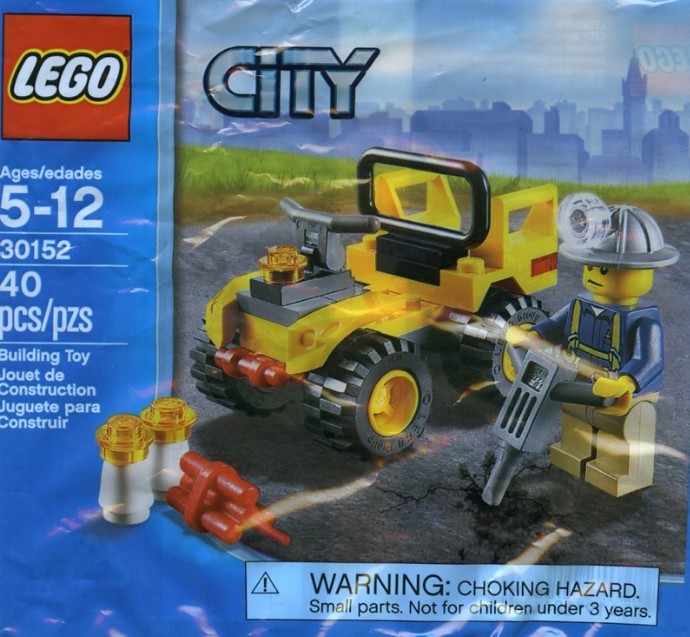 LEGO
CITY
Ages/edades
5-12
30152
40
pcs/pzs
Building Toy
Jouet de
Construction
Juguete para
Construir
WARNING: CHOKING HAZARD.
Small parts. Not for children under 3 years.